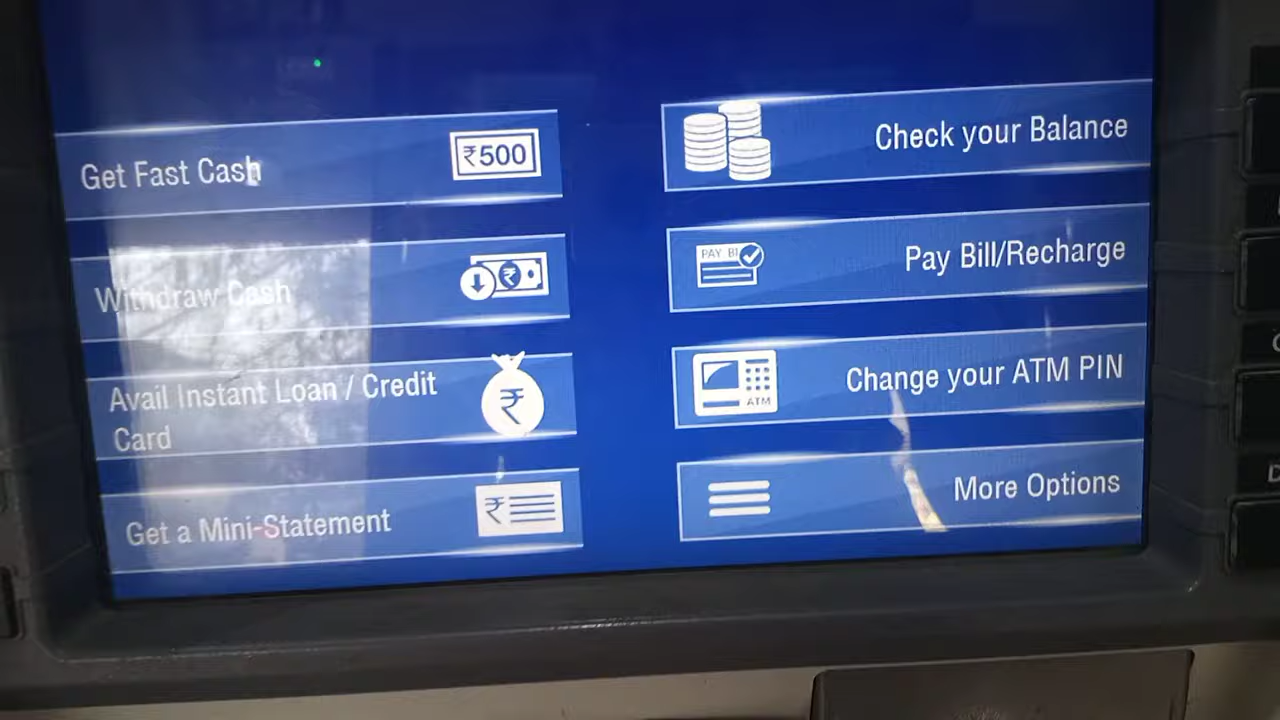 Get Fast Cash
₹500
Check your Balance
Withdraw Cash
₹
PAY BI
Pay Bill/Recharge
Avail Instant Loan / Credit
Card
₹
ATM
Change your ATM PIN
Get a Mini-Statement
₹
More Options